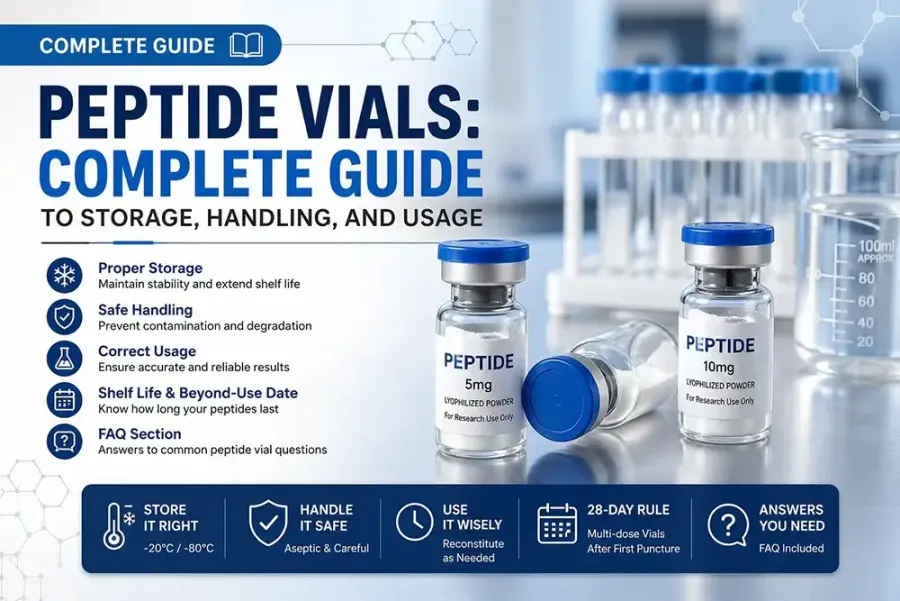 COMPLETE GUIDE
PEPTIDE VIALS:
COMPLETE GUIDE
TO STORAGE, HANDLING, AND USAGE
Proper Storage
Maintain stability and extend shelf life
Safe Handling
Prevent contamination and degradation
Correct Usage
Ensure accurate and reliable results
Shelf Life & Beyond-Use Date
Know how long your peptides last
FAQ Section
Answers to common peptide vial questions
PEPTIDE
5mg
LYOPHILIZED POWDER
For Research Use Only
PEPTIDE
10mg
LYOPHILIZED POWDER
For Research Use Only
100ml
APPROX
80
60
40
20
STORE
IT RIGHT
-20°C / -80°C
HANDLE
IT SAFE
Aseptic & Careful
USE
IT WISELY
Reconstitute
as Needed
28-DAY RULE
Multi-dose Vials
After First Puncture
ANSWERS
YOU NEED
FAQ Included